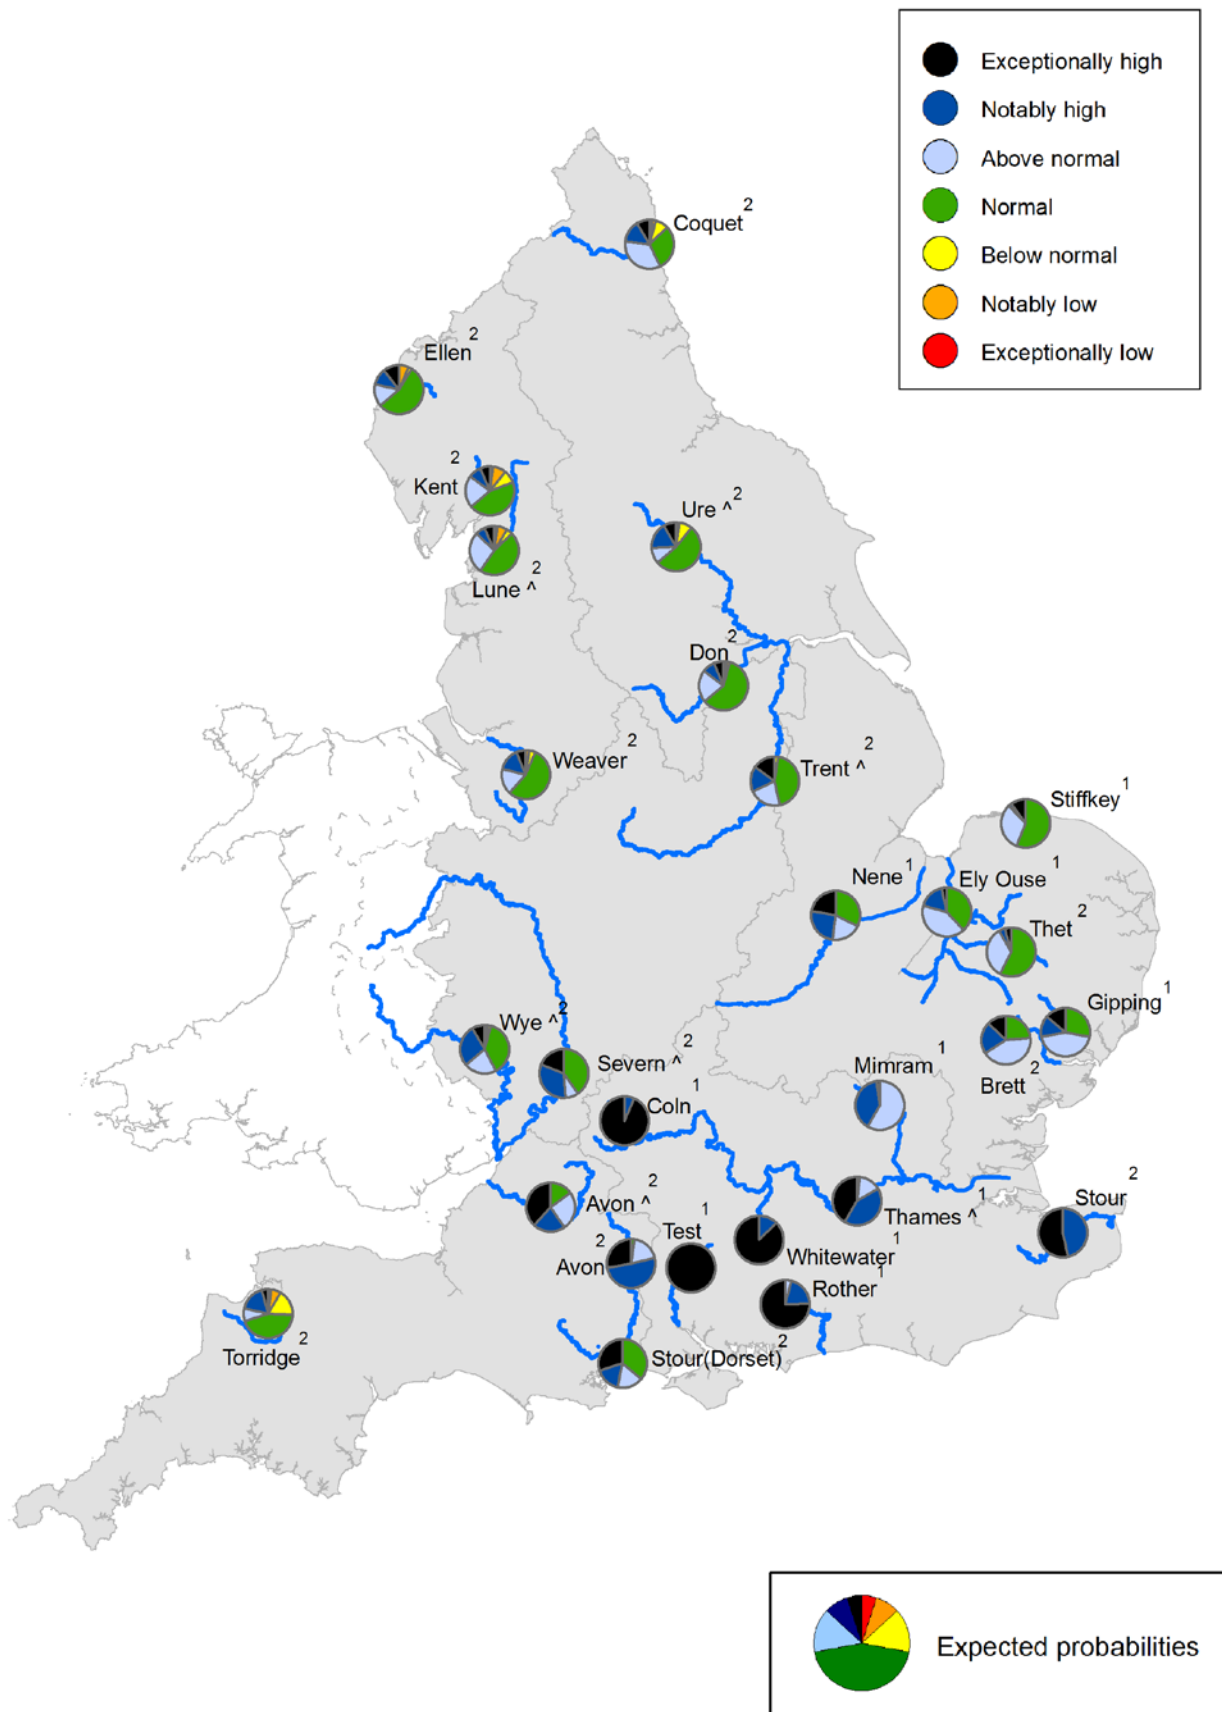 Exceptionally high
Notably high
Above normal
Normal
Below normal
Notably low
Exceptionally low
Coquet 2
Ellen 2
Kent 2
Ure ^ 2
Lune ^ 2
Don 2
Weaver 2
Trent ^ 2
Stiffkey 1
Nene 1
Ely Ouse 1
Thet 2
Gipping 1
Wye ^ 2
Severn ^ 2
Mimram 1
Brett 2
Coln 1
Avon ^ 2
Test 1
Thames ^ 1
Stour 2
Avon 2
Whitewater 1
Rother 1
Torridge 2
Stour(Dorset) 2
Expected probabilities